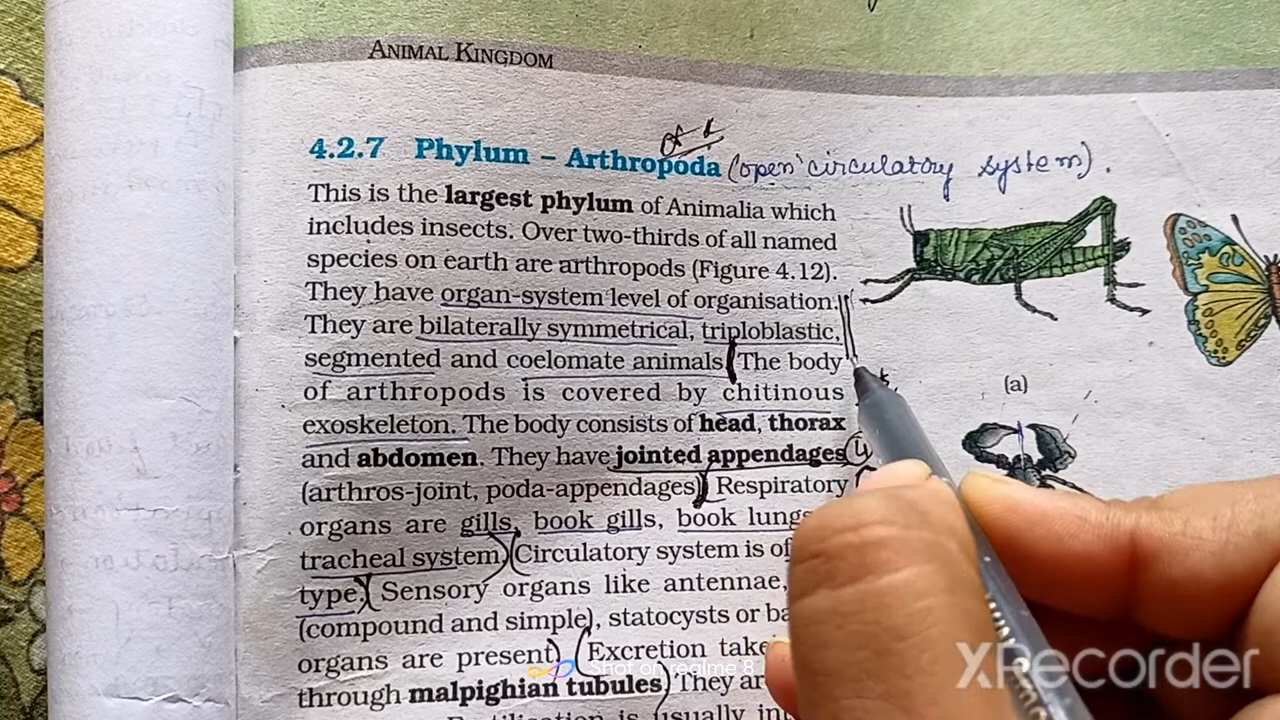 ANIMAL KINGDOM
4.2.7 Phylum – Arthropoda (open circulatory system).
This is the largest phylum of Animalia which
includes insects. Over two-thirds of all named
species on earth are arthropods (Figure 4.12).
They have organ-system level of organisation.
They are bilaterally symmetrical, triploblastic,
segmented and coelomate animals. The body
of arthropods is covered by chitinous
exoskeleton. The body consists of head, thorax
and abdomen. They have jointed appendages
(arthros-joint, poda-appendages). Respiratory
organs are gills, book gills, book lungs
tracheal system. Circulatory system is of
type. Sensory organs like antennae,
(compound and simple), statocysts or
organs are present. Excretion
through malpighian tubules. They
is usually
(a)
Shot on realme 8
XRecorder